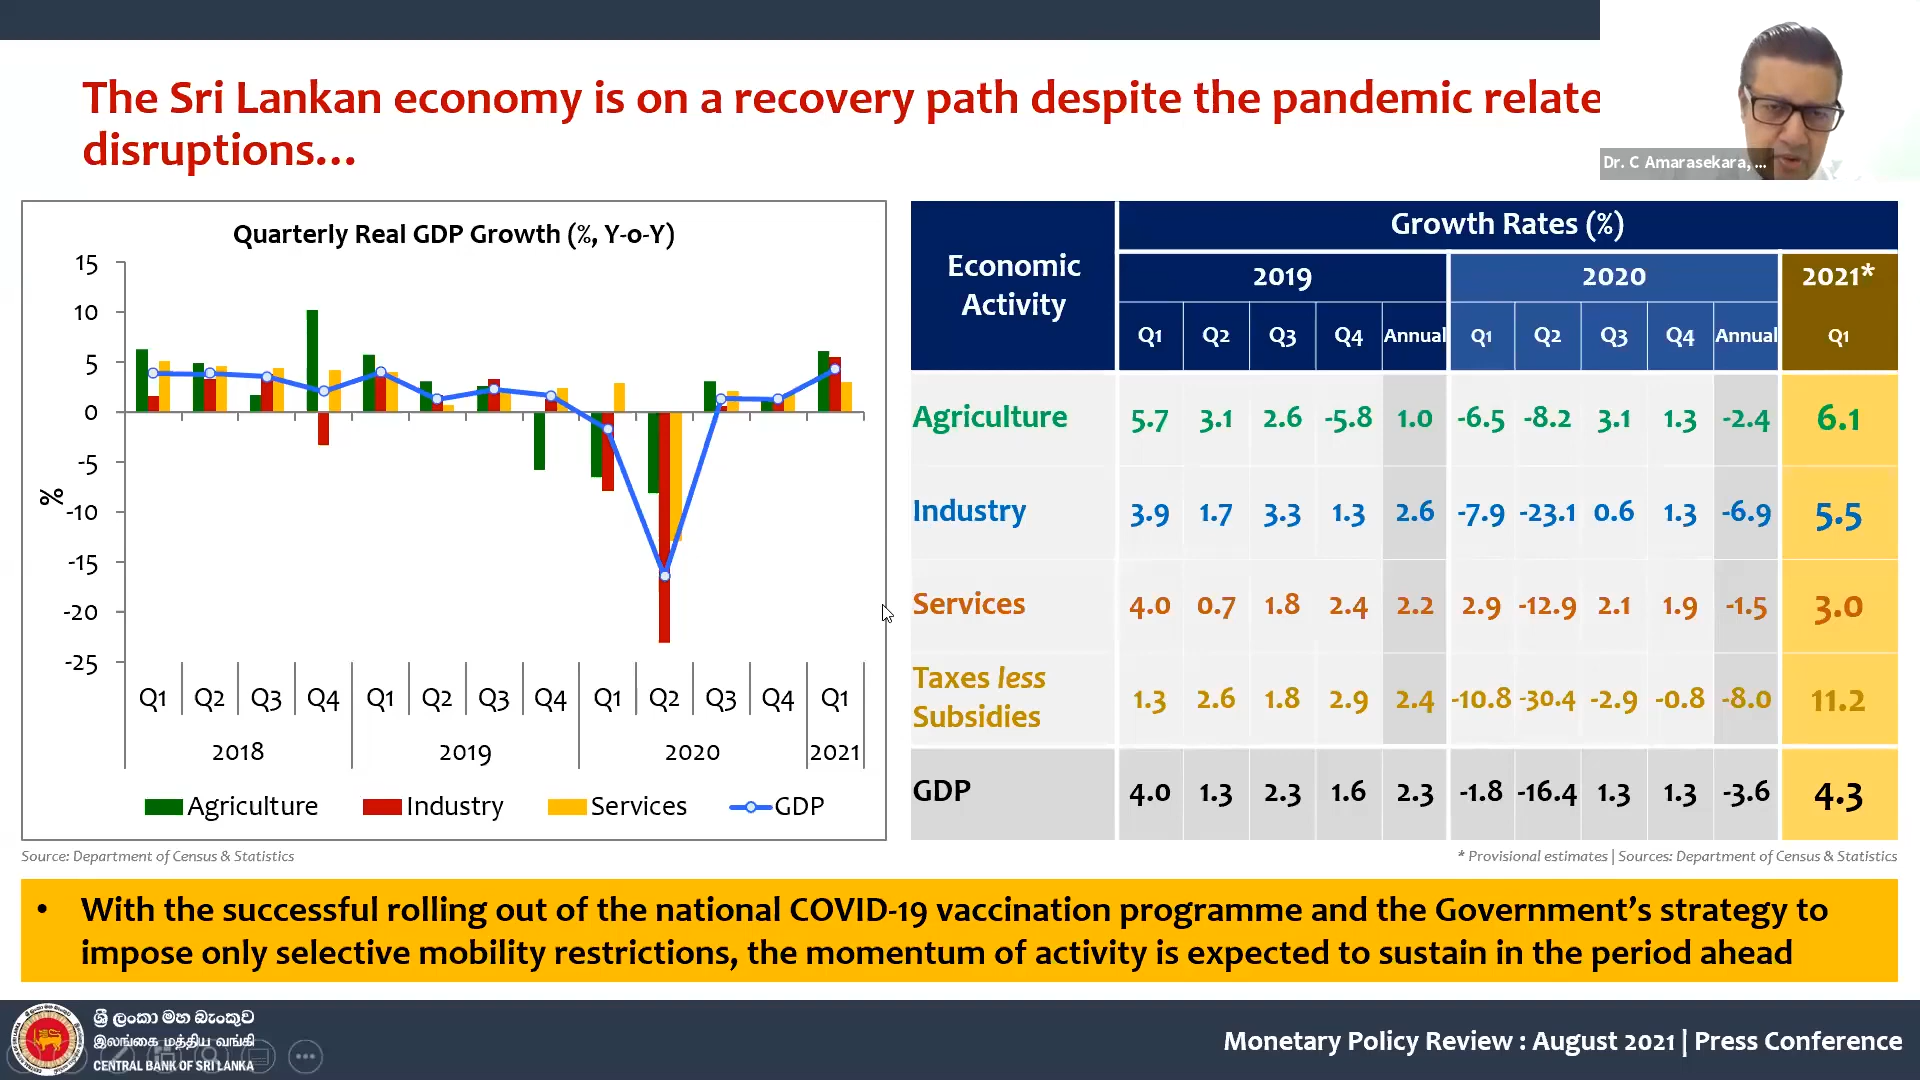 The Sri Lankan economy is on a recovery path despite the pandemic relate
disruptions...
Dr. C Amarasekara, ...
Quarterly Real GDP Growth (%, Y-o-Y)
15
10
5
0
-5
-10
-15
-20
-25
%
Q1 Q2 Q3 Q4 Q1 Q2 Q3 Q4 Q1 Q2 Q3 Q4 Q1
2018 2019 2020 2021
Agriculture Industry Services GDP
Source: Department of Census & Statistics
Economic
Activity
Growth Rates (%)
2019 2020 2021*
Q1 Q2 Q3 Q4 Annual Q1 Q2 Q3 Q4 Annual Q1
Agriculture 5.7 3.1 2.6 -5.8 1.0 -6.5 -8.2 3.1 1.3 -2.4 6.1
Industry 3.9 1.7 3.3 1.3 2.6 -7.9 -23.1 0.6 1.3 -6.9 5.5
Services 4.0 0.7 1.8 2.4 2.2 2.9 -12.9 2.1 1.9 -1.5 3.0
Taxes less
Subsidies 1.3 2.6 1.8 2.9 2.4 -10.8 -30.4 -2.9 -0.8 -8.0 11.2
GDP 4.0 1.3 2.3 1.6 2.3 -1.8 -16.4 1.3 1.3 -3.6 4.3
* Provisional estimates | Sources: Department of Census & Statistics
• With the successful rolling out of the national COVID-19 vaccination programme and the Government's strategy to
impose only selective mobility restrictions, the momentum of activity is expected to sustain in the period ahead
ශ්‍රී ලංකා මහ බැංකුව
இலங்கை மத்திய வங்கி
CENTRAL BANK OF SRI LANKA
Monetary Policy Review : August 2021 | Press Conference